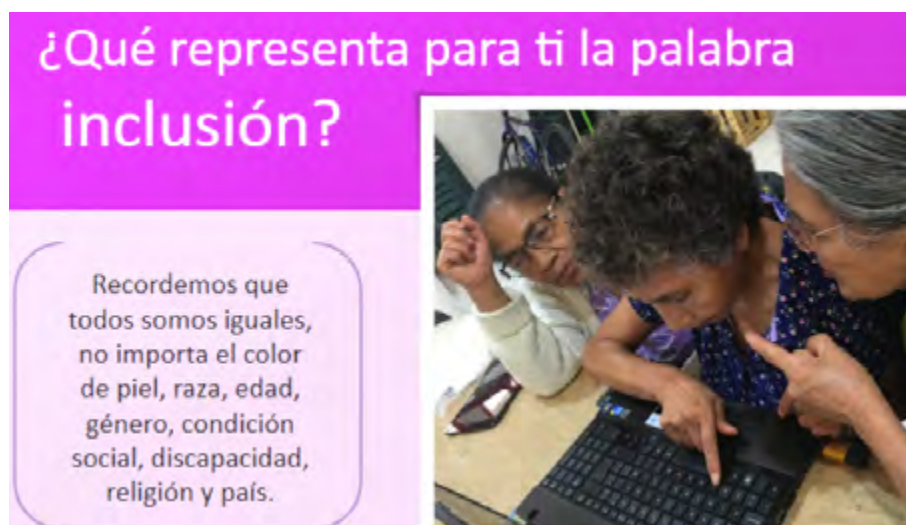 ¿Qué representa para ti la palabra
inclusión?
Recordemos que
todos somos iguales,
no importa el color
de piel, raza, edad,
género, condición
social, discapacidad,
religión y país.